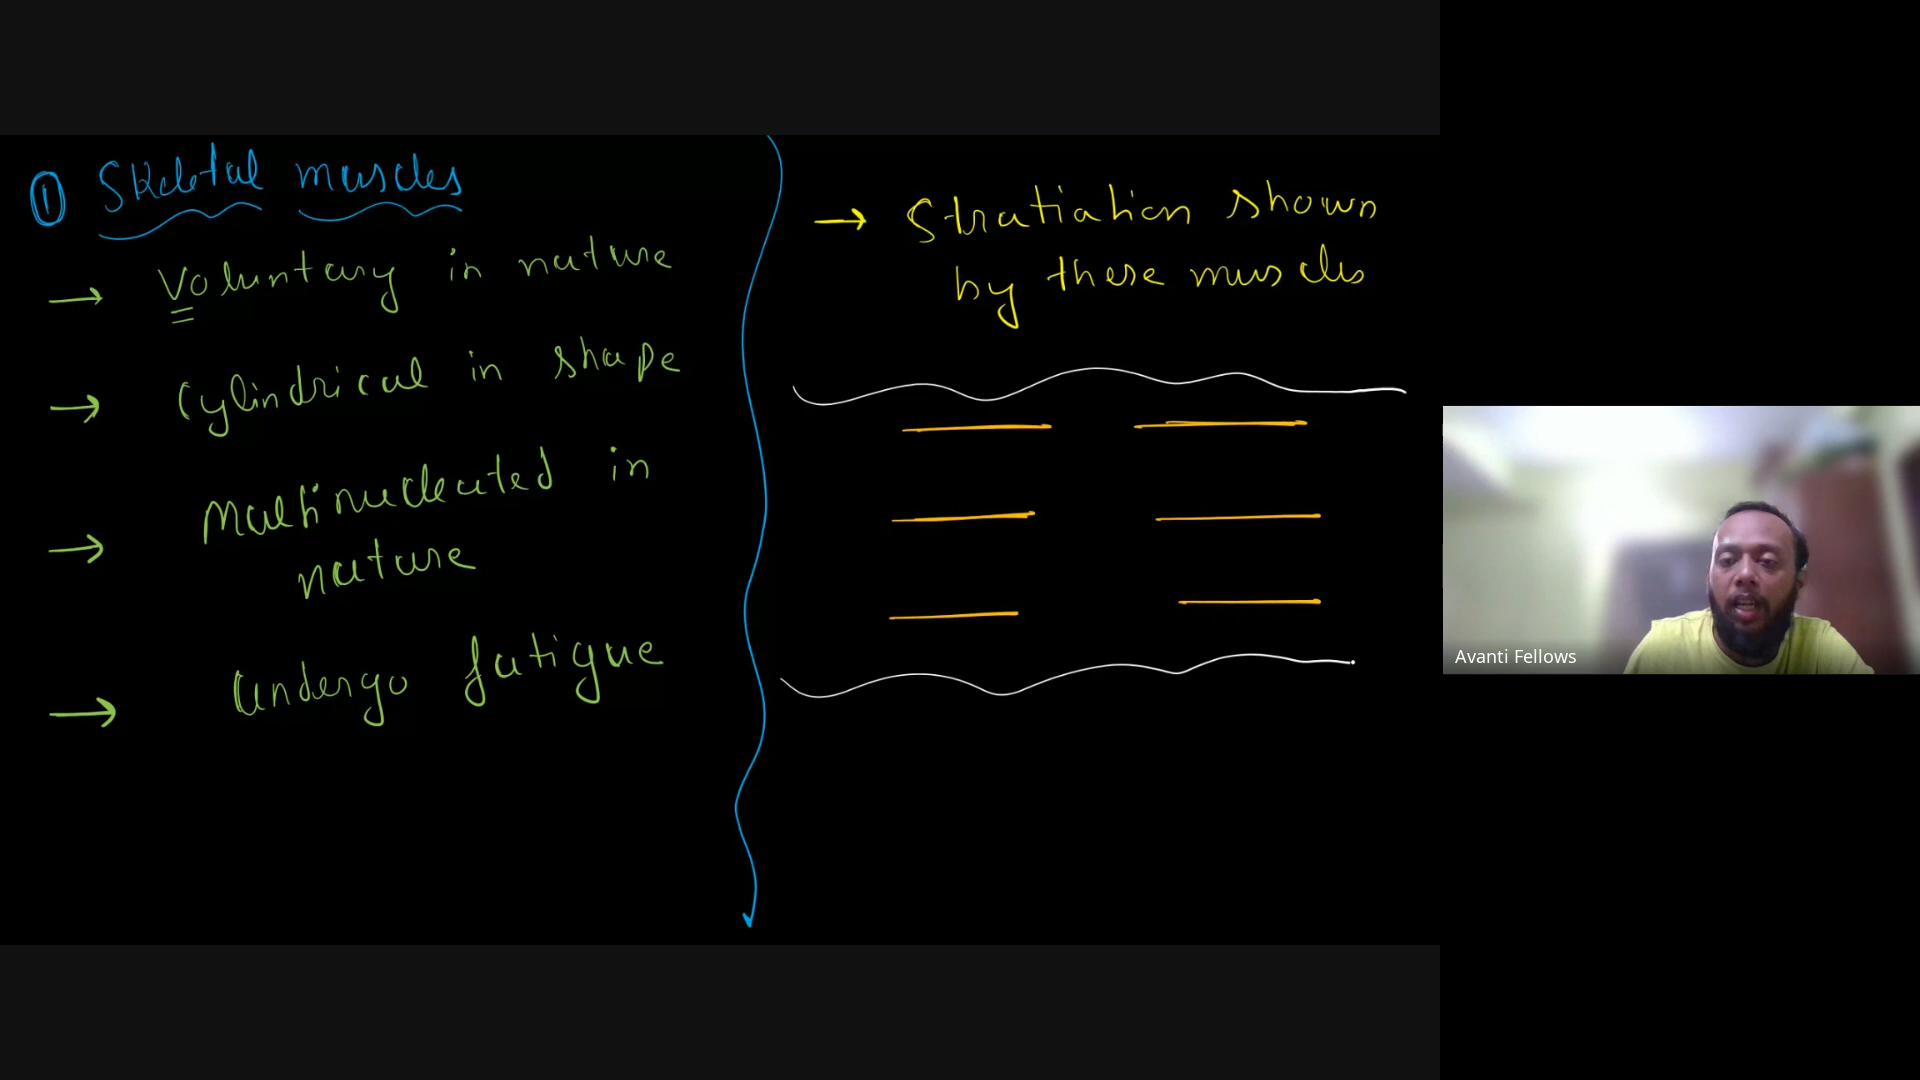 ① Skeletal muscles
→ Voluntary in nature
→ Cylindrical in shape
→ Multinucleated in
nature
→ Undergo fatigue
→ Stratiation shown
by these muscles
Avanti Fellows